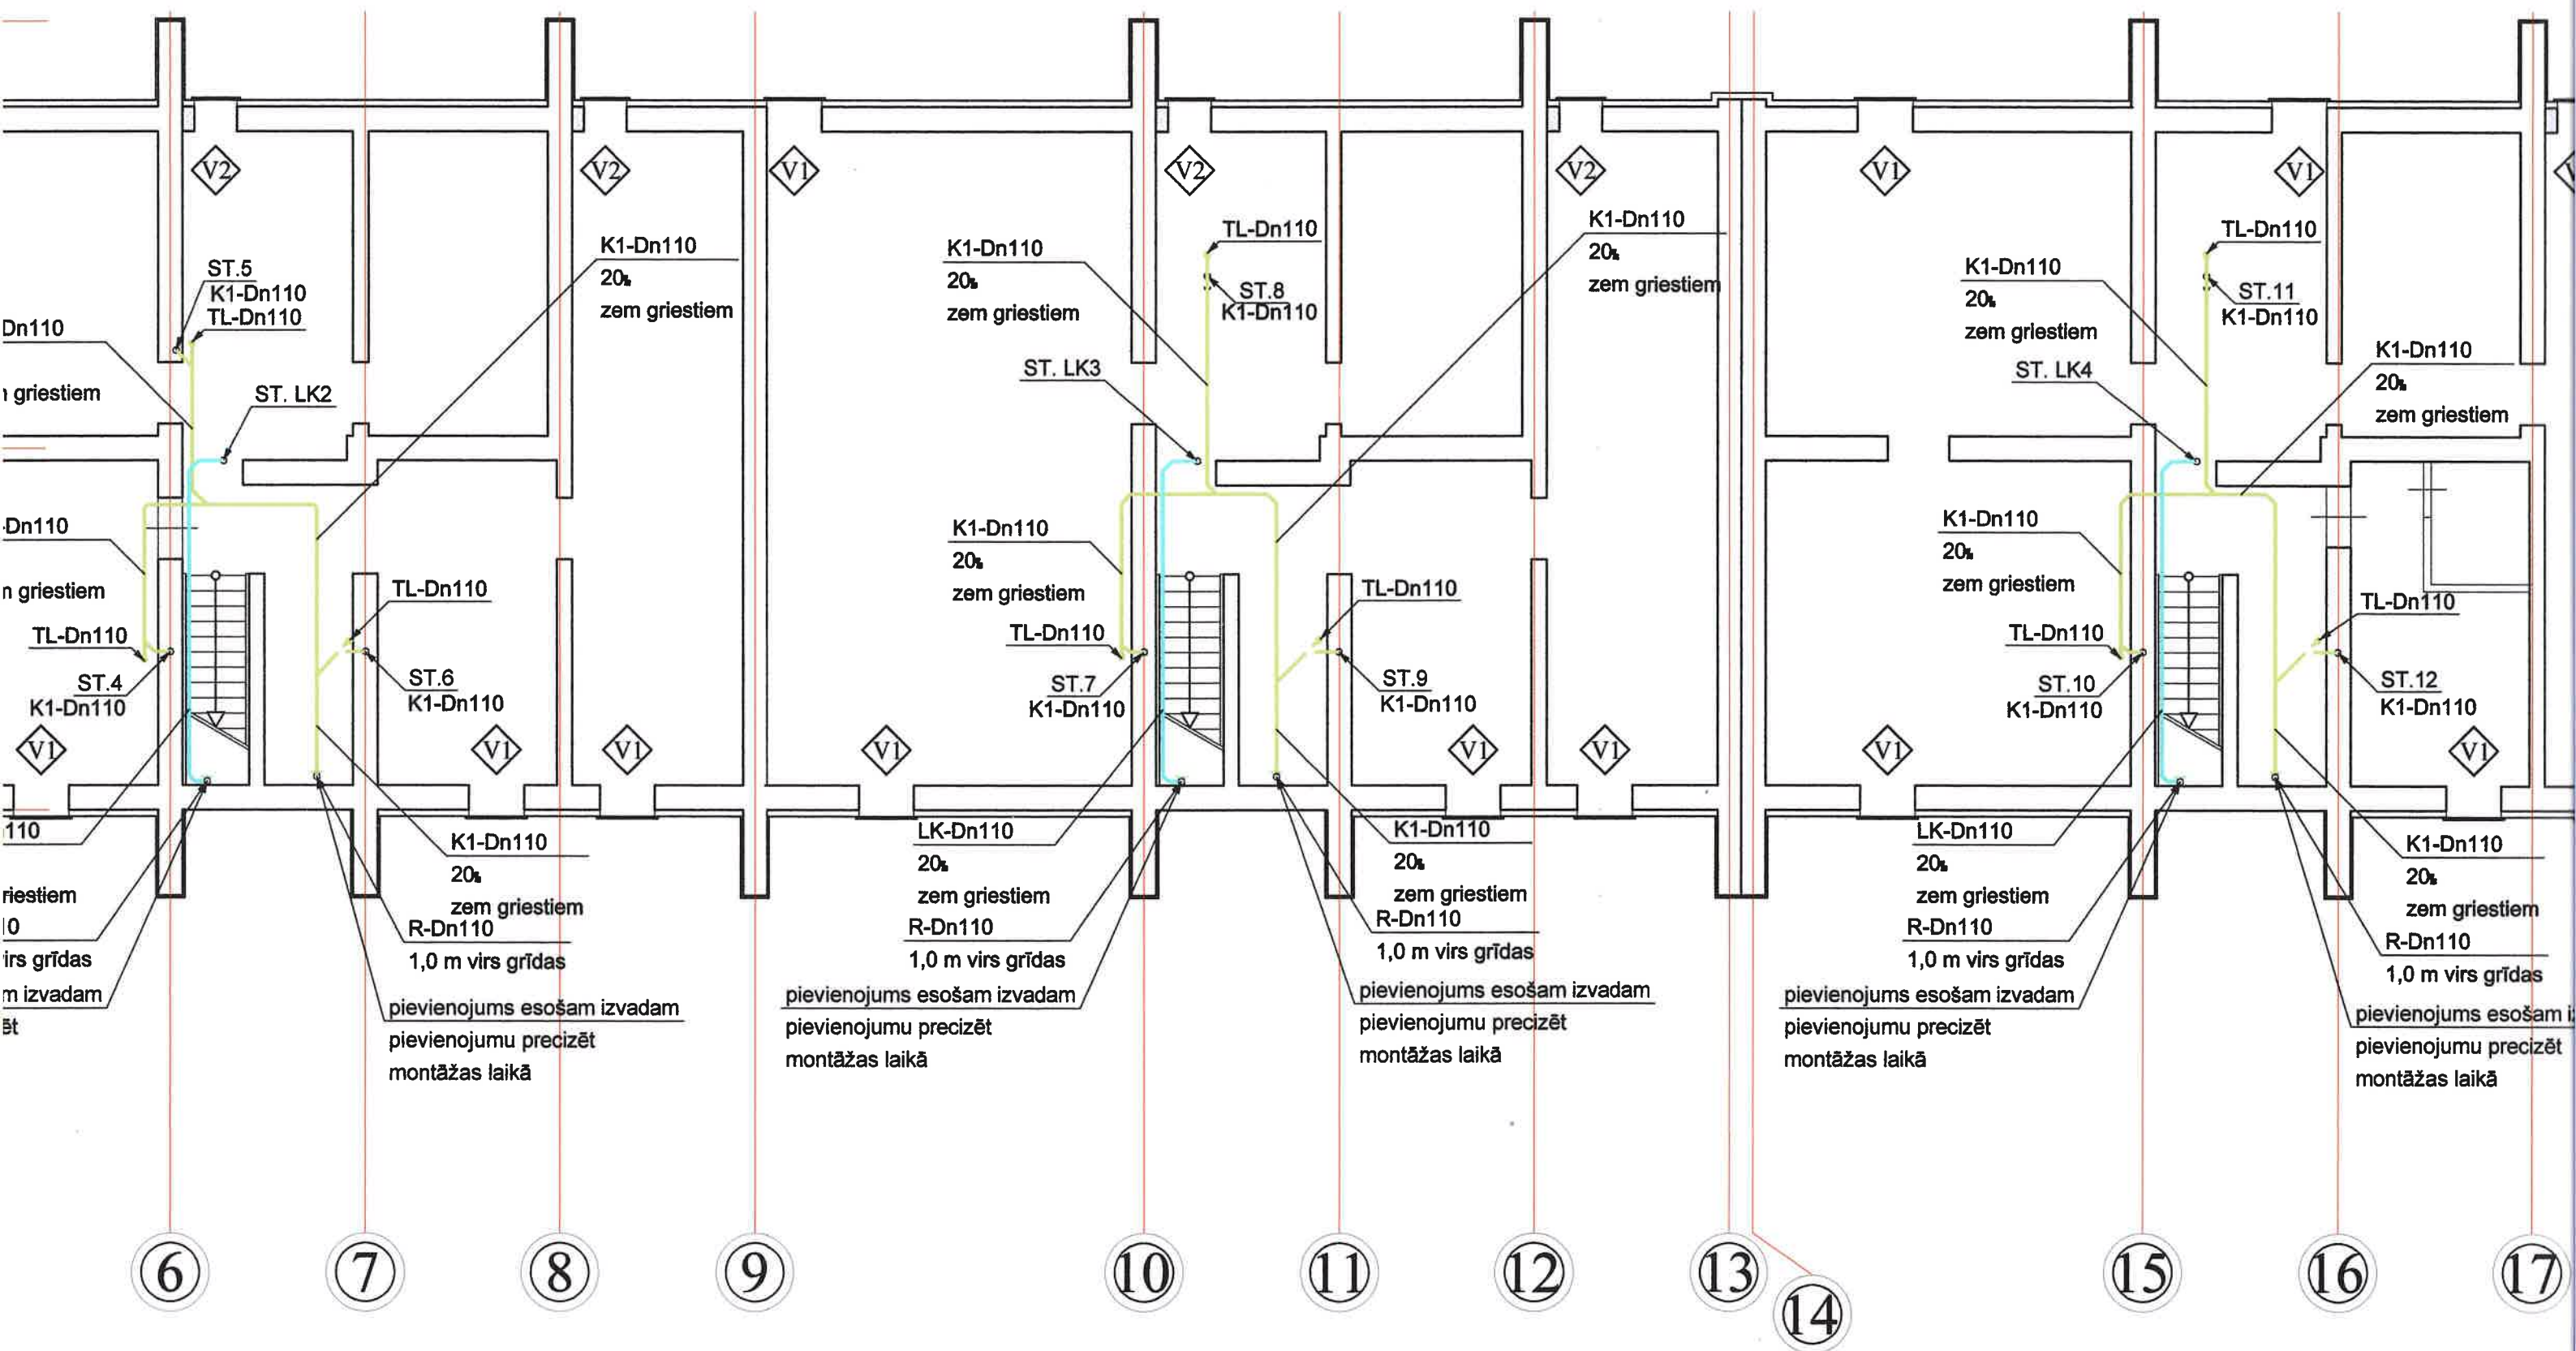 V2
V2
V1
V2
V2
V1
V1
ST.5
K1-Dn110
TL-Dn110
Dn110
griestiem
ST. LK2
K1-Dn110
20‰
zem griestiem
K1-Dn110
20‰
zem griestiem
TL-Dn110
ST.8
K1-Dn110
ST. LK3
K1-Dn110
20‰
zem griestiem
K1-Dn110
20‰
zem griestiem
TL-Dn110
ST.11
K1-Dn110
ST. LK4
K1-Dn110
20‰
zem griestiem
-Dn110
griestiem
TL-Dn110
ST.4
K1-Dn110
TL-Dn110
ST.6
K1-Dn110
K1-Dn110
20‰
zem griestiem
TL-Dn110
ST.7
K1-Dn110
TL-Dn110
ST.9
K1-Dn110
K1-Dn110
20‰
zem griestiem
TL-Dn110
ST.10
K1-Dn110
TL-Dn110
ST.12
K1-Dn110
V1
V1
V1
V1
V1
V1
V1
V1
110
riestiem
10
irs grīdas
m izvadam
ēt
K1-Dn110
20‰
zem griestiem
R-Dn110
1,0 m virs grīdas
pievienojums esošam izvadam
pievienojumu precizēt
montāžas laikā
LK-Dn110
20‰
zem griestiem
R-Dn110
1,0 m virs grīdas
pievienojums esošam izvadam
pievienojumu precizēt
montāžas laikā
K1-Dn110
20‰
zem griestiem
R-Dn110
1,0 m virs grīdas
pievienojums esošam izvadam
pievienojumu precizēt
montāžas laikā
LK-Dn110
20‰
zem griestiem
R-Dn110
1,0 m virs grīdas
pievienojums esošam izvadam
pievienojumu precizēt
montāžas laikā
K1-Dn110
20‰
zem griestiem
R-Dn110
1,0 m virs grīdas
pievienojums esošam
pievienojumu precizēt
montāžas laikā
6
7
8
9
10
11
12
13
14
15
16
17